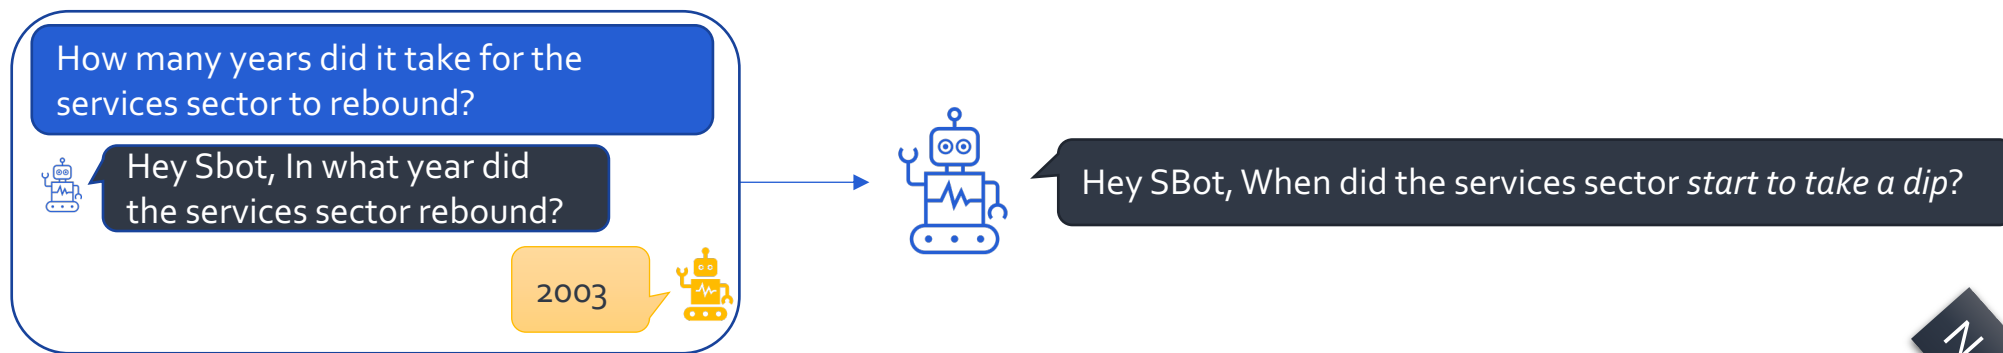 How many years did it take for the
services sector to rebound?
Hey Sbot, In what year did
the services sector rebound?
2003
Hey SBot, When did the services sector start to take a dip?
N